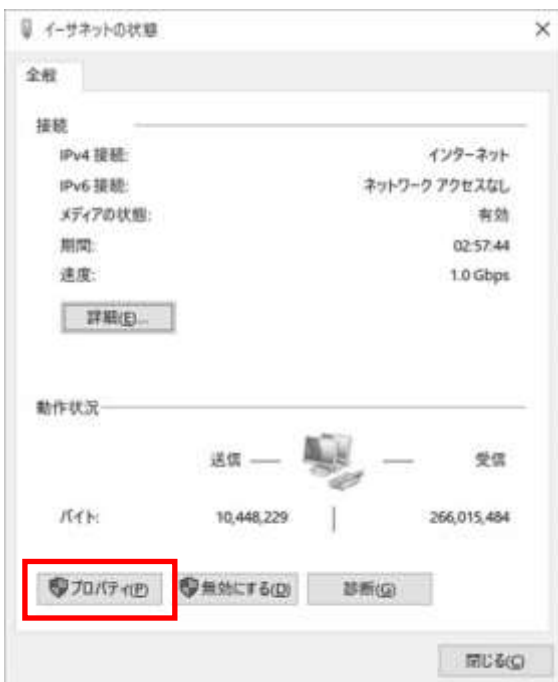 イーサネットの状態
全般
接続
IPv4 接続: インターネット
IPv6 接続: ネットワーク アクセスなし
メディアの状態: 有効
期間: 02:57:44
速度: 1.0 Gbps
詳細(E)...
動作状況
送信 受信
バイト: 10,448,229 266,015,484
プロパティ(P) 無効にする(D) 診断(G)
閉じる(C)